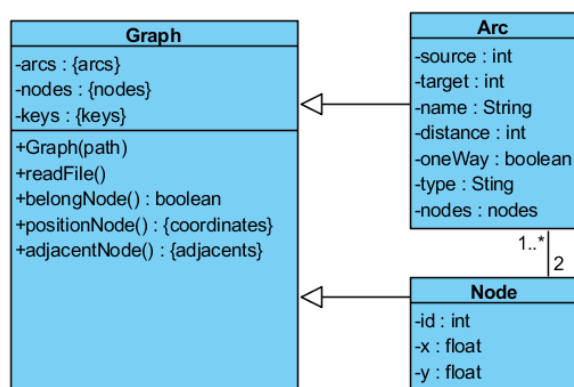 Graph
-arcs : {arcs}
-nodes : {nodes}
-keys : {keys}
+Graph(path)
+readFile()
+belongNode() : boolean
+positionNode() : {coordinates}
+adjacentNode() : {adjacents}
Arc
-source : int
-target : int
-name : String
-distance : int
-oneWay : boolean
-type : Sting
-nodes : nodes
1..*
2
Node
-id : int
-x : float
-y : float